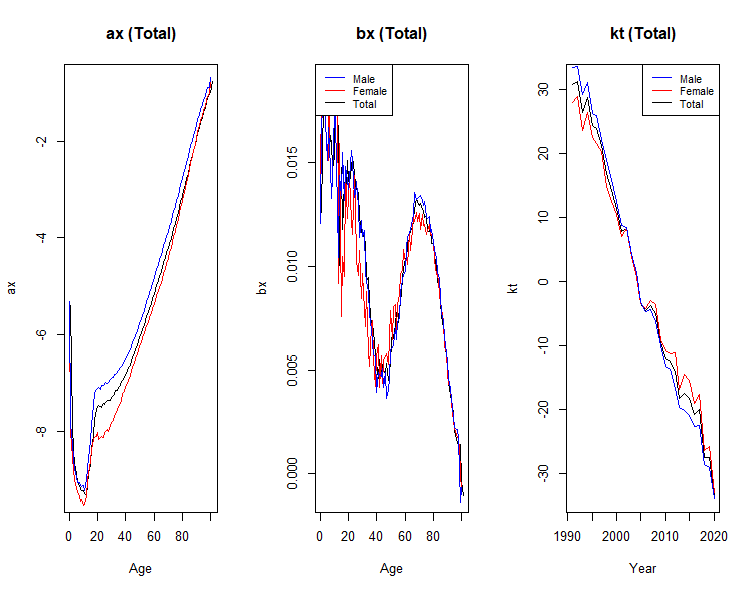 ax (Total)
ax
-2
-4
-6
-8
0
20
40
60
80
Age
bx (Total)
Male
Female
Total
bx
0.015
0.010
0.005
0.000
0
20
40
60
80
Age
kt (Total)
Male
Female
Total
kt
30
20
10
0
-10
-20
-30
1990
2000
2010
2020
Year